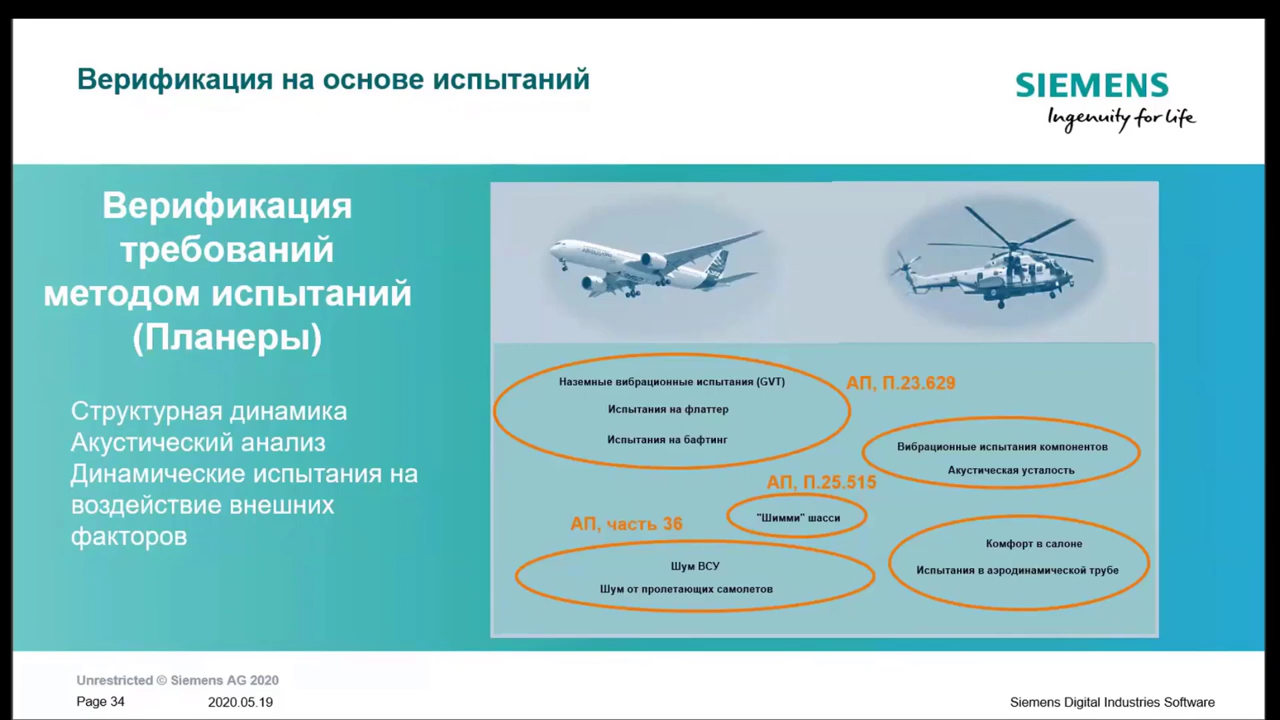 Верификация на основе испытаний
SIEMENS
Ingenuity for life
Верификация
требований
методом испытаний
(Планеры)
Структурная динамика
Акустический анализ
Динамические испытания на
воздействие внешних
факторов
Наземные вибрационные испытания (GVT)
Испытания на флаттер
Испытания на бафтинг
АП, П.23.629
Вибрационные испытания компонентов
Акустическая усталость
АП, П.25.515
"Шимми" шасси
АП, часть 36
Шум ВСУ
Шум от пролетающих самолетов
Комфорт в салоне
Испытания в аэродинамической трубе
Unrestricted © Siemens AG 2020
Page 34 2020.05.19
Siemens Digital Industries Software